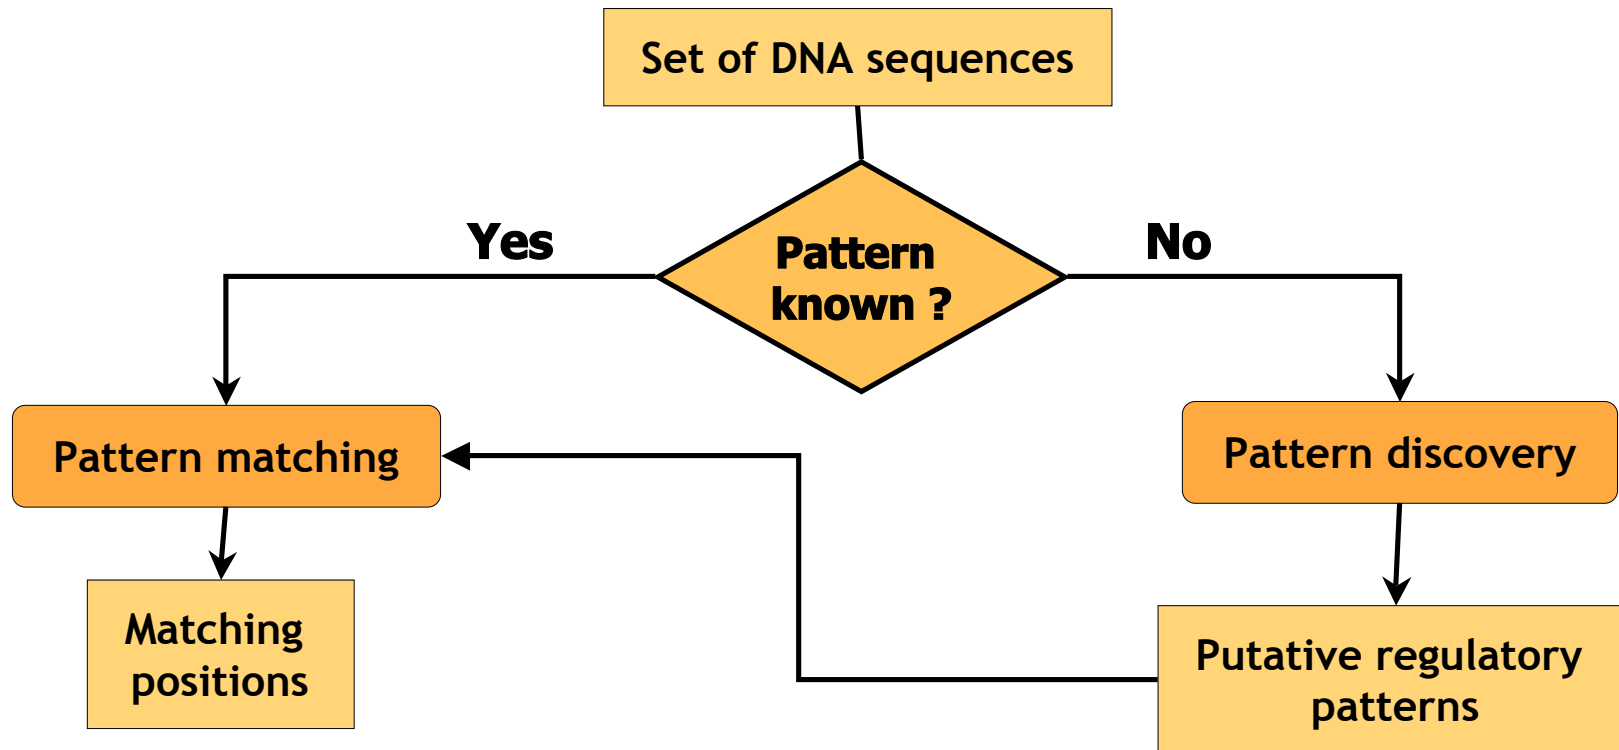 Set of DNA sequences
Yes
No
Pattern
known ?
Pattern matching
Pattern discovery
Matching
positions
Putative regulatory
patterns